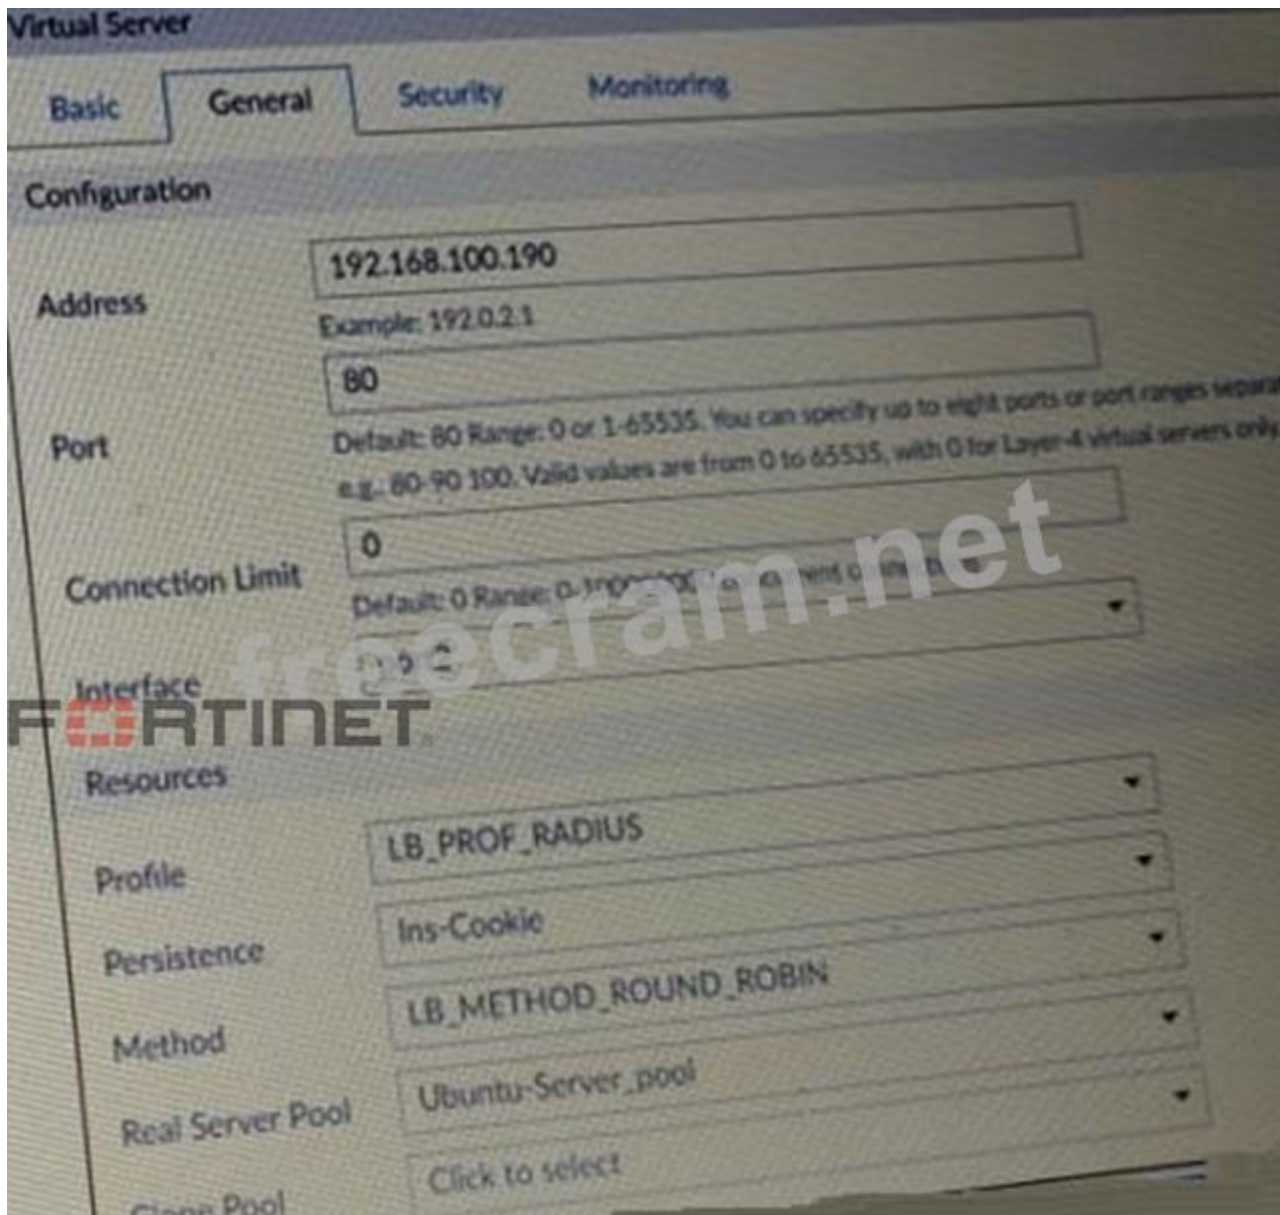 Virtual Server
Basic General Security Monitoring
Configuration
Address
192.168.100.190
Example: 192.0.2.1
Port
80
Default: 80 Range: 0 or 1-65535. You can specify up to eight ports or port ranges
e.g., 80-90 100. Valid values are from 0 to 65535, with 0 for Layer-4 virtual servers only
Connection Limit
0
Default: 0 Range:
Interface
freecram.net
FORTINET
Resources
Profile
LB_PROF_RADIUS
Persistence
Ins-Cookie
Method
LB_METHOD_ROUND_ROBIN
Real Server Pool
Ubuntu-Server_pool
Clone Pool
Click to select